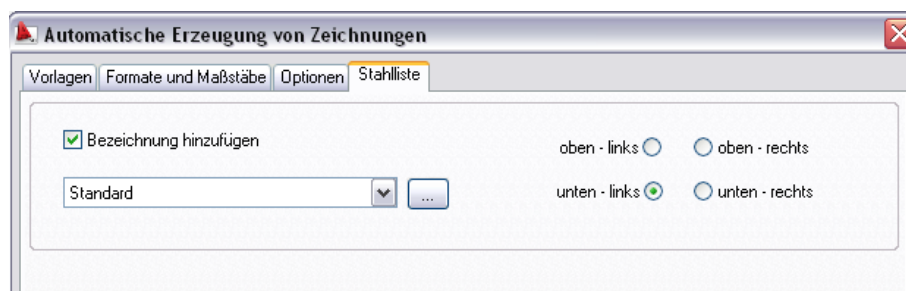 Automatische Erzeugung von Zeichnungen
Vorlagen Formate und Maßstäbe Optionen Stahlliste
Bezeichnung hinzufügen
oben - links oben - rechts
Standard ... unten - links unten - rechts